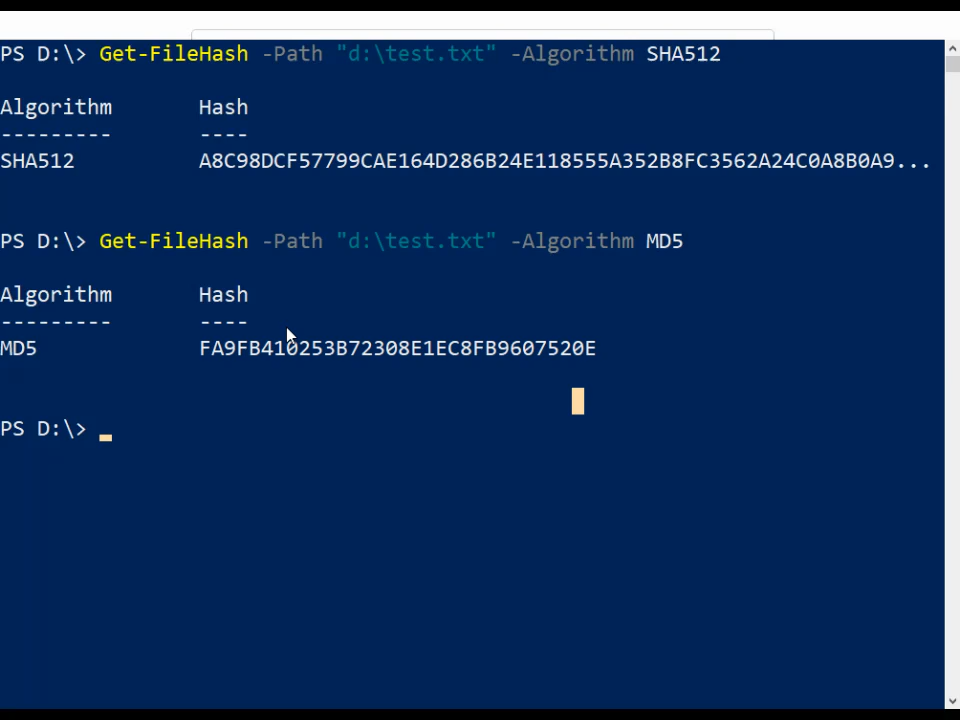 PS D:\> Get-FileHash -Path "d:\test.txt" -Algorithm SHA512
Algorithm Hash
--------- ----
SHA512 A8C98DCF57799CAE164D286B24E118555A352B8FC3562A24C0A8B0A9...
PS D:\> Get-FileHash -Path "d:\test.txt" -Algorithm MD5
Algorithm Hash
--------- ----
MD5 FA9FB410253B72308E1EC8FB9607520E
PS D:\>